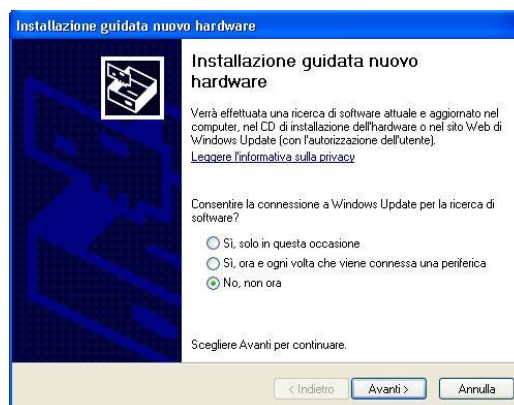 Installazione guidata nuovo hardware
Installazione guidata nuovo
hardware
Verrà effettuata una ricerca di software attuale e aggiornato nel
computer, nel CD di installazione dell'hardware o nel sito Web di
Windows Update (con l'autorizzazione dell'utente).
Leggere l'informativa sulla privacy
Consentire la connessione a Windows Update per la ricerca di
software?
Sì, solo in questa occasione
Sì, ora e ogni volta che viene connessa una periferica
No, non ora
Scegliere Avanti per continuare.
< Indietro Avanti > Annulla